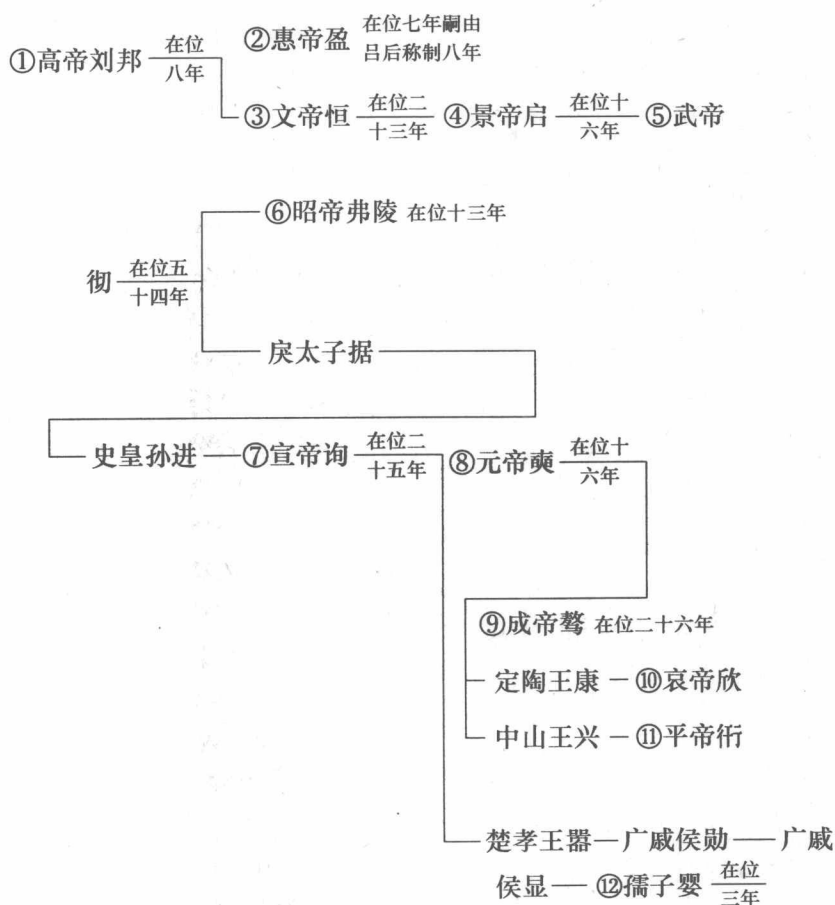 ①高帝刘邦 在位八年 ②惠帝盈 在位七年嗣由吕后称制八年
③文帝恒 在位二十三年 ④景帝启 在位十六年 ⑤武帝
⑥昭帝弗陵 在位十三年
彻 在位五十四年
戾太子据
史皇孙进 ⑦宣帝询 在位二十五年 ⑧元帝奭 在位十六年
⑨成帝骜 在位二十六年
定陶王康 ⑩哀帝欣
中山王兴 ⑪平帝衎
楚孝王嚣 广戚侯勋 广戚
侯显 ⑫孺子婴 在位三年